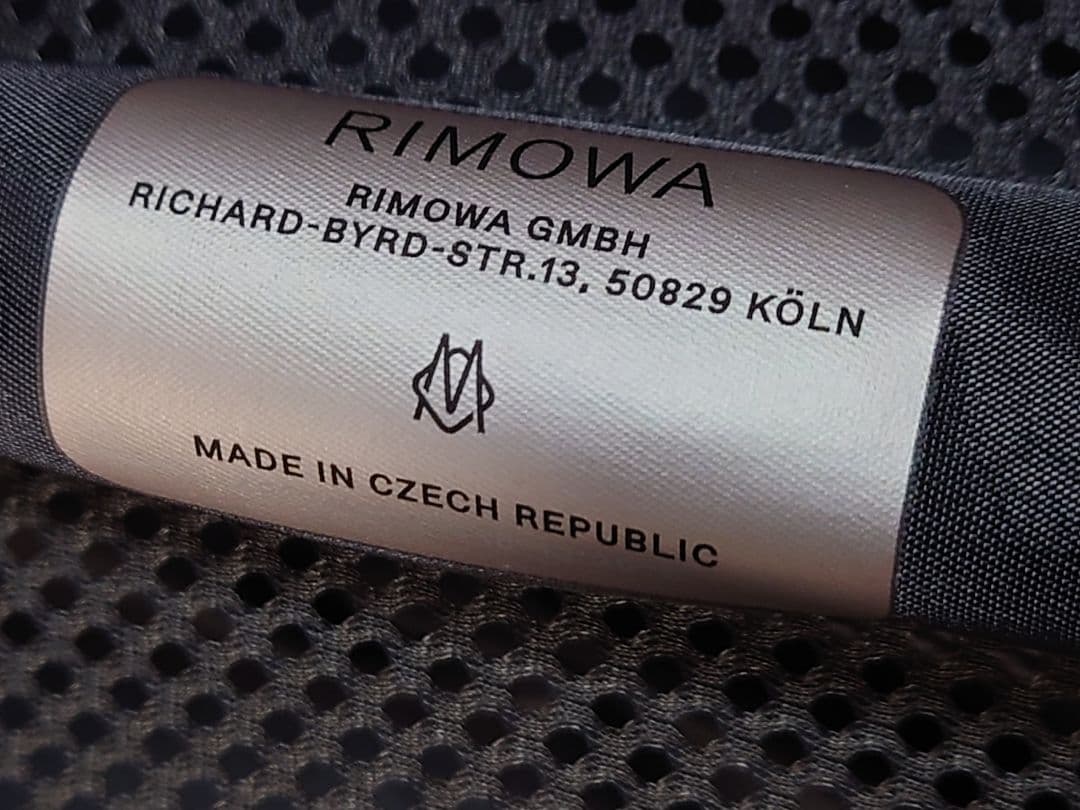 RIMOWA
RIMOWA GMBH
RICHARD-BYRD-STR.13, 50829 KÖLN
MADE IN CZECH REPUBLIC